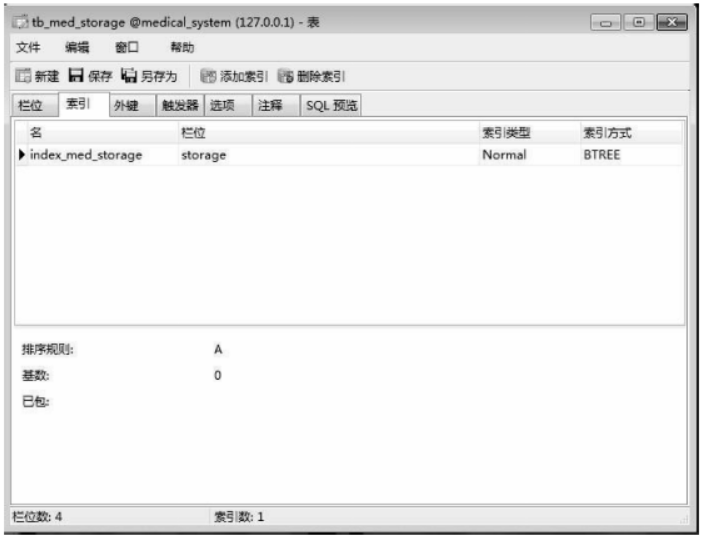 tb_med_storage @medical_system (127.0.0.1) - 表
文件 编辑 窗口 帮助
新建 保存 另存为 添加索引 删除索引
栏位 索引 外键 触发器 选项 注释 SQL 预览
名 栏位 索引类型 索引方式
index_med_storage storage Normal BTREE
排序规则: A
基数: 0
已包:
栏位数: 4 索引数: 1